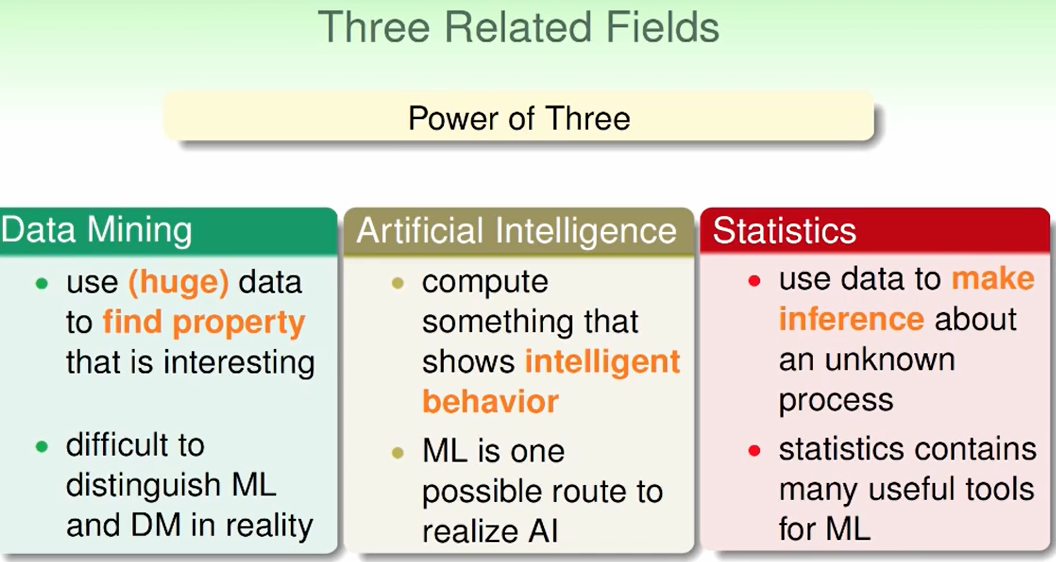 Three Related Fields
Power of Three
Data Mining
use (huge) data
to find property
that is interesting
difficult to
distinguish ML
and DM in reality
Artificial Intelligence
compute
something that
shows intelligent
behavior
ML is one
possible route to
realize AI
Statistics
use data to make
inference about
an unknown
process
statistics contains
many useful tools
for ML